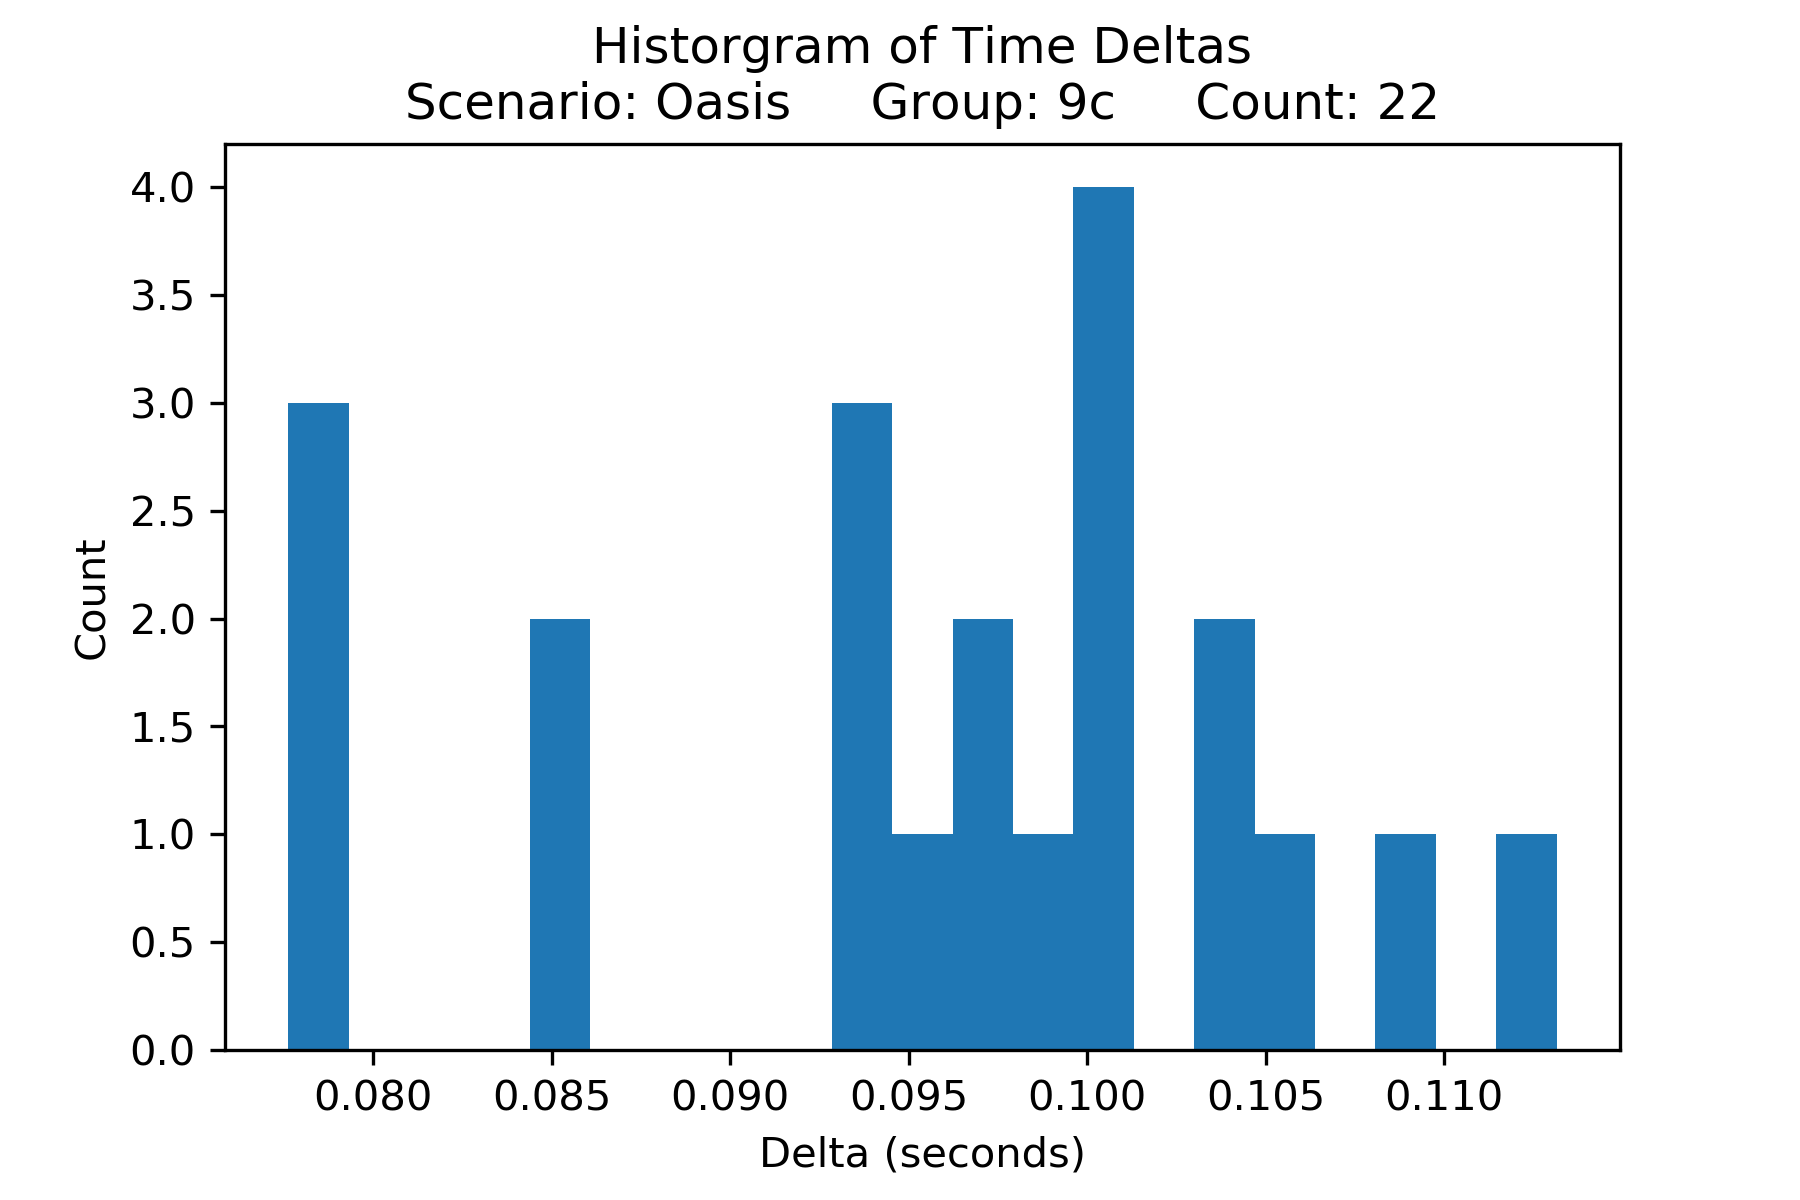 Historgram of Time Deltas
Scenario: Oasis Group: 9c Count: 22
4.0
3.5
3.0
2.5
2.0
1.5
1.0
0.5
0.0
Count
0.080 0.085 0.090 0.095 0.100 0.105 0.110
Delta (seconds)